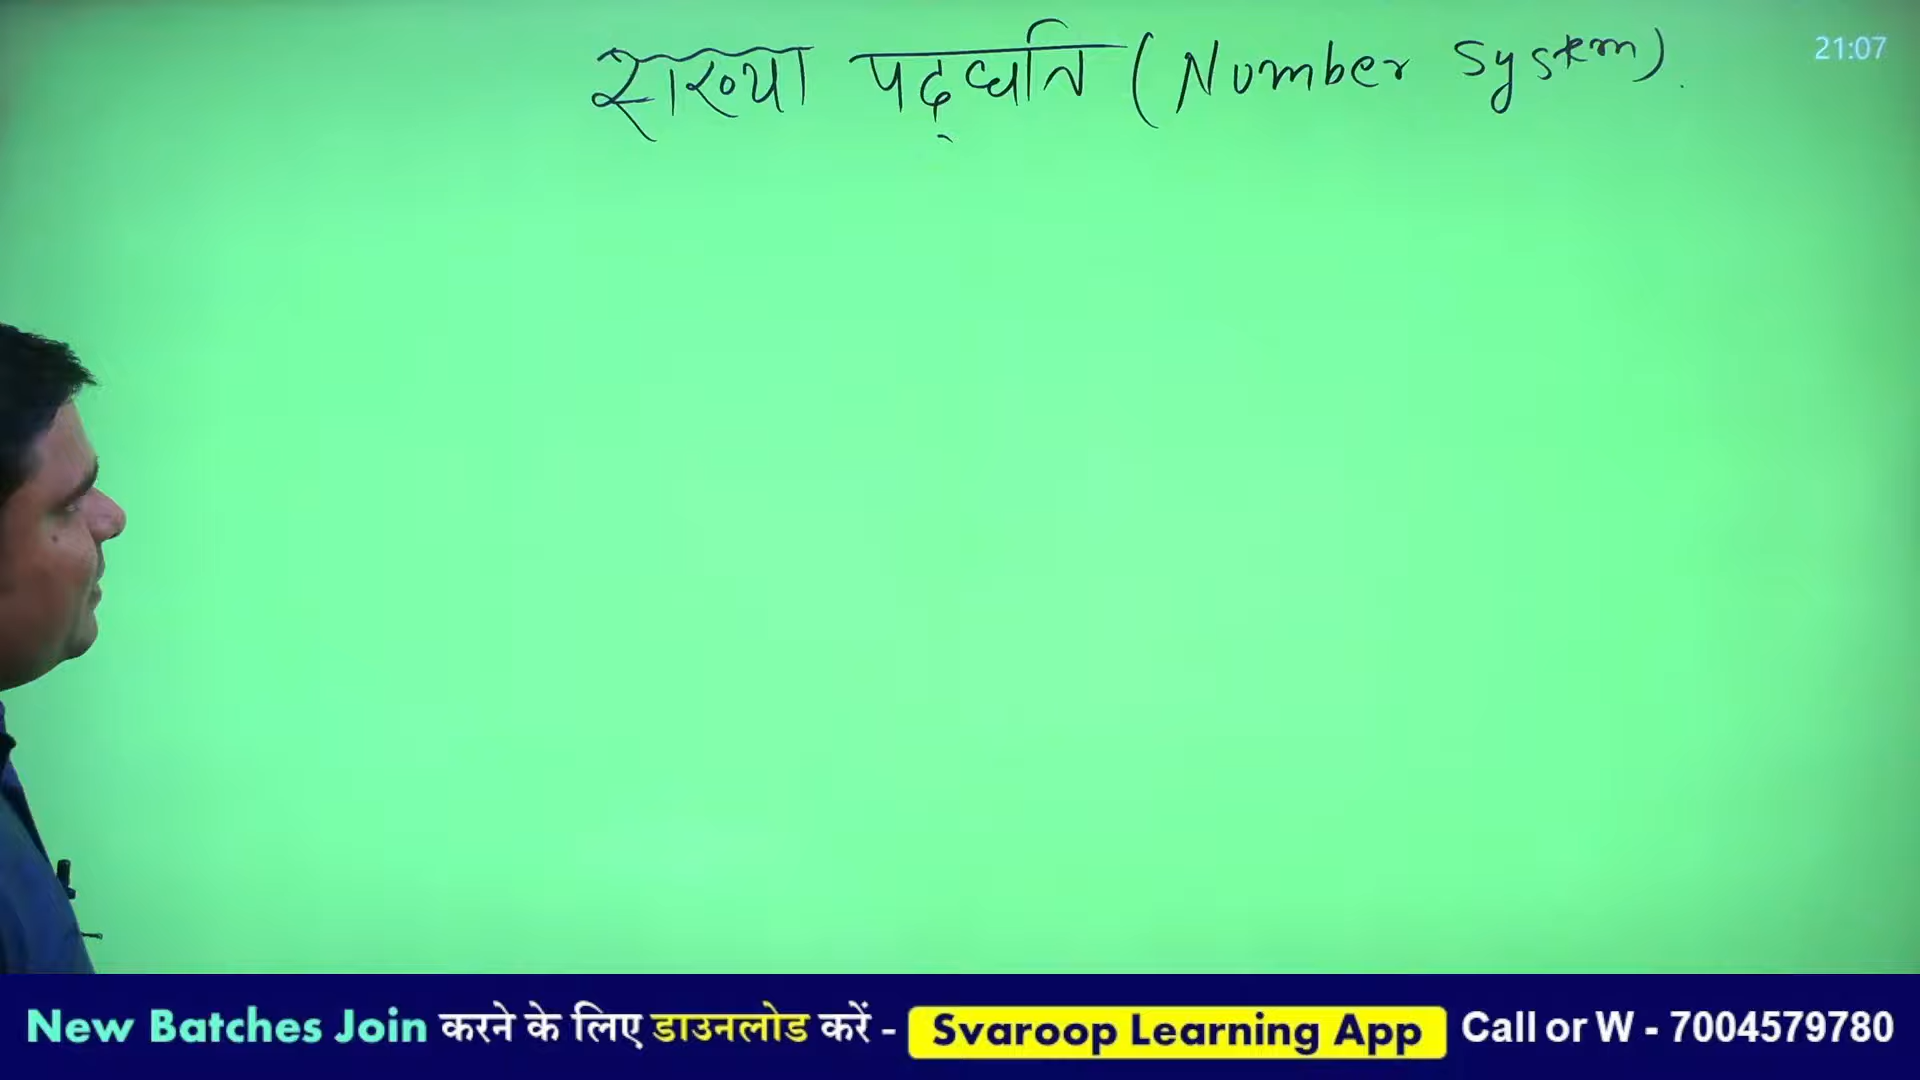 संख्या पद्धति (Number System).
21:07
New Batches Join करने के लिए डाउनलोड करें - Svaroop Learning App Call or W - 7004579780